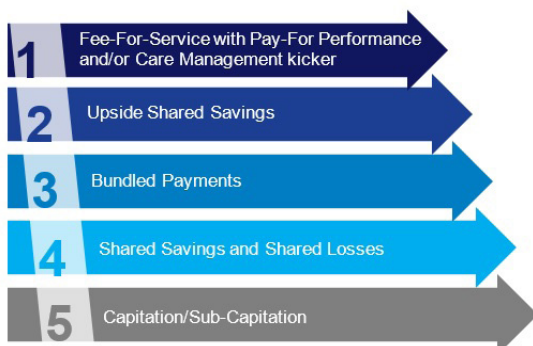 1
Fee-For-Service with Pay-For Performance
and/or Care Management kicker
2
Upside Shared Savings
3
Bundled Payments
4
Shared Savings and Shared Losses
5
Capitation/Sub-Capitation